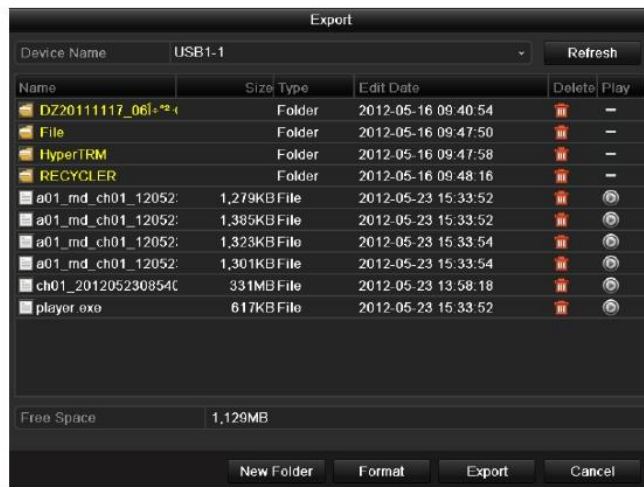 Export
Device Name USB1-1 Refresh
Name Size Type Edit Date Delete Play
Folder 2012-05-16 09:40:54
File Folder 2012-05-16 09:47:50
HyperTRM Folder 2012-05-16 09:47:58
RECYCLER Folder 2012-05-16 09:48:16
a01_md_ch01_12052 1,279KB File 2012-05-23 15:33:52
a01_md_ch01_12052 1,385KB File 2012-05-23 15:33:52
a01_md_ch01_12052 1,323KB File 2012-05-23 15:33:54
a01_md_ch01_12052 1,301KB File 2012-05-23 15:33:54
ch01_201205230854 331MB File 2012-05-23 13:58:18
player.exe 617KB File 2012-05-23 15:33:52
Free Space 1,129MB
New Folder Format Export Cancel